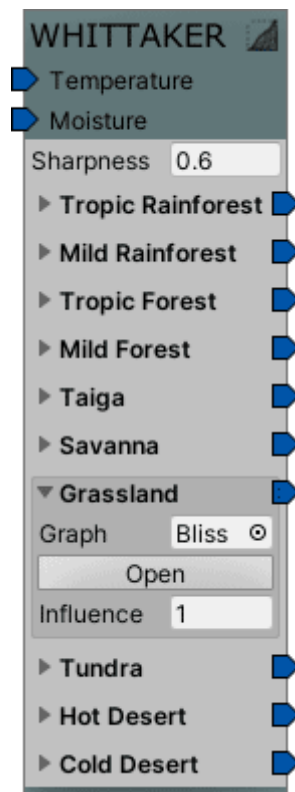 WHITTAKER
Temperature
Moisture
Sharpness 0.6
Tropic Rainforest
Mild Rainforest
Tropic Forest
Mild Forest
Taiga
Savanna
Grassland
Graph Bliss
Open
Influence 1
Tundra
Hot Desert
Cold Desert